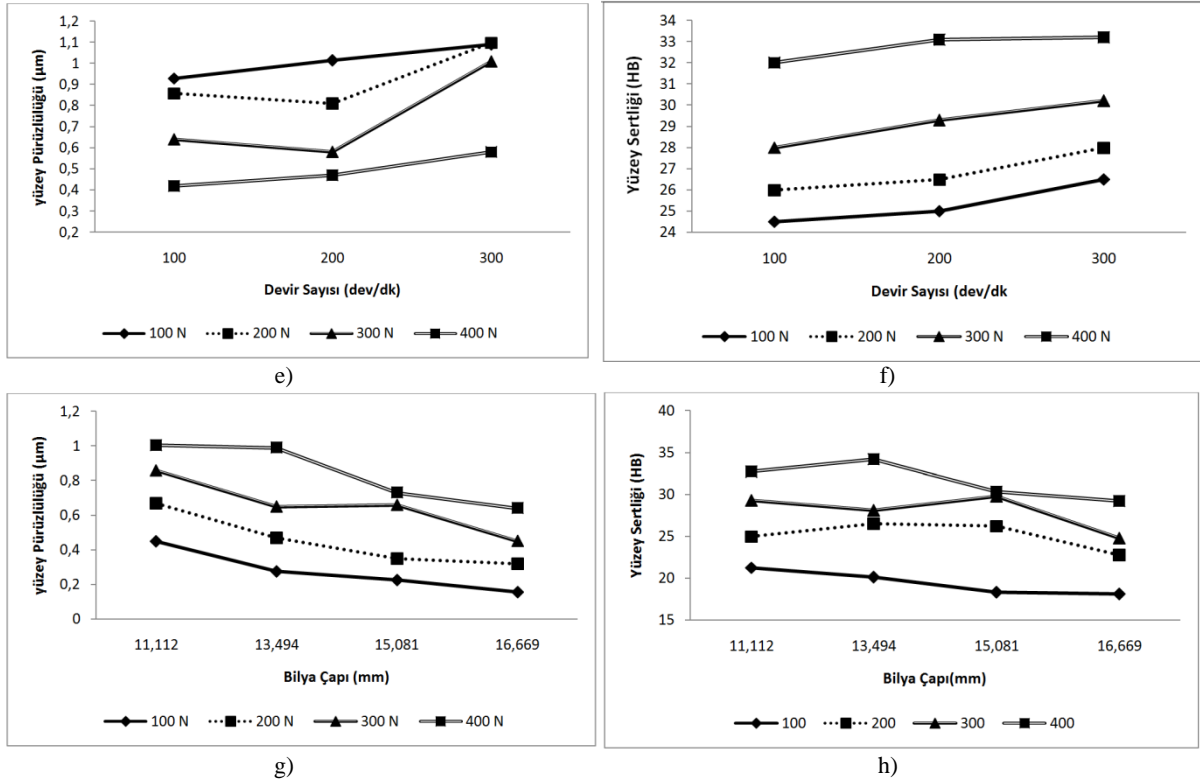 yüzey Pürüzlülüğü (µm)
1,2
1,1
1
0,9
0,8
0,7
0,6
0,5
0,4
0,3
0,2
100
200
300
Devir Sayısı (dev/dk)
100 N
200 N
300 N
400 N
e)
Yüzey Sertliği (HB)
34
33
32
31
30
29
28
27
26
25
24
100
200
300
Devir Sayısı (dev/dk
100 N
200 N
300 N
400 N
f)
yüzey Pürüzlülüğü (µm)
1,2
1
0,8
0,6
0,4
0,2
0
11,112
13,494
15,081
16,669
Bilya Çapı (mm)
100 N
200 N
300 N
400 N
g)
Yüzey Sertliği (HB)
40
35
30
25
20
15
11,112
13,494
15,081
16,669
Bilya Çapı(mm)
100
200
300
400
h)